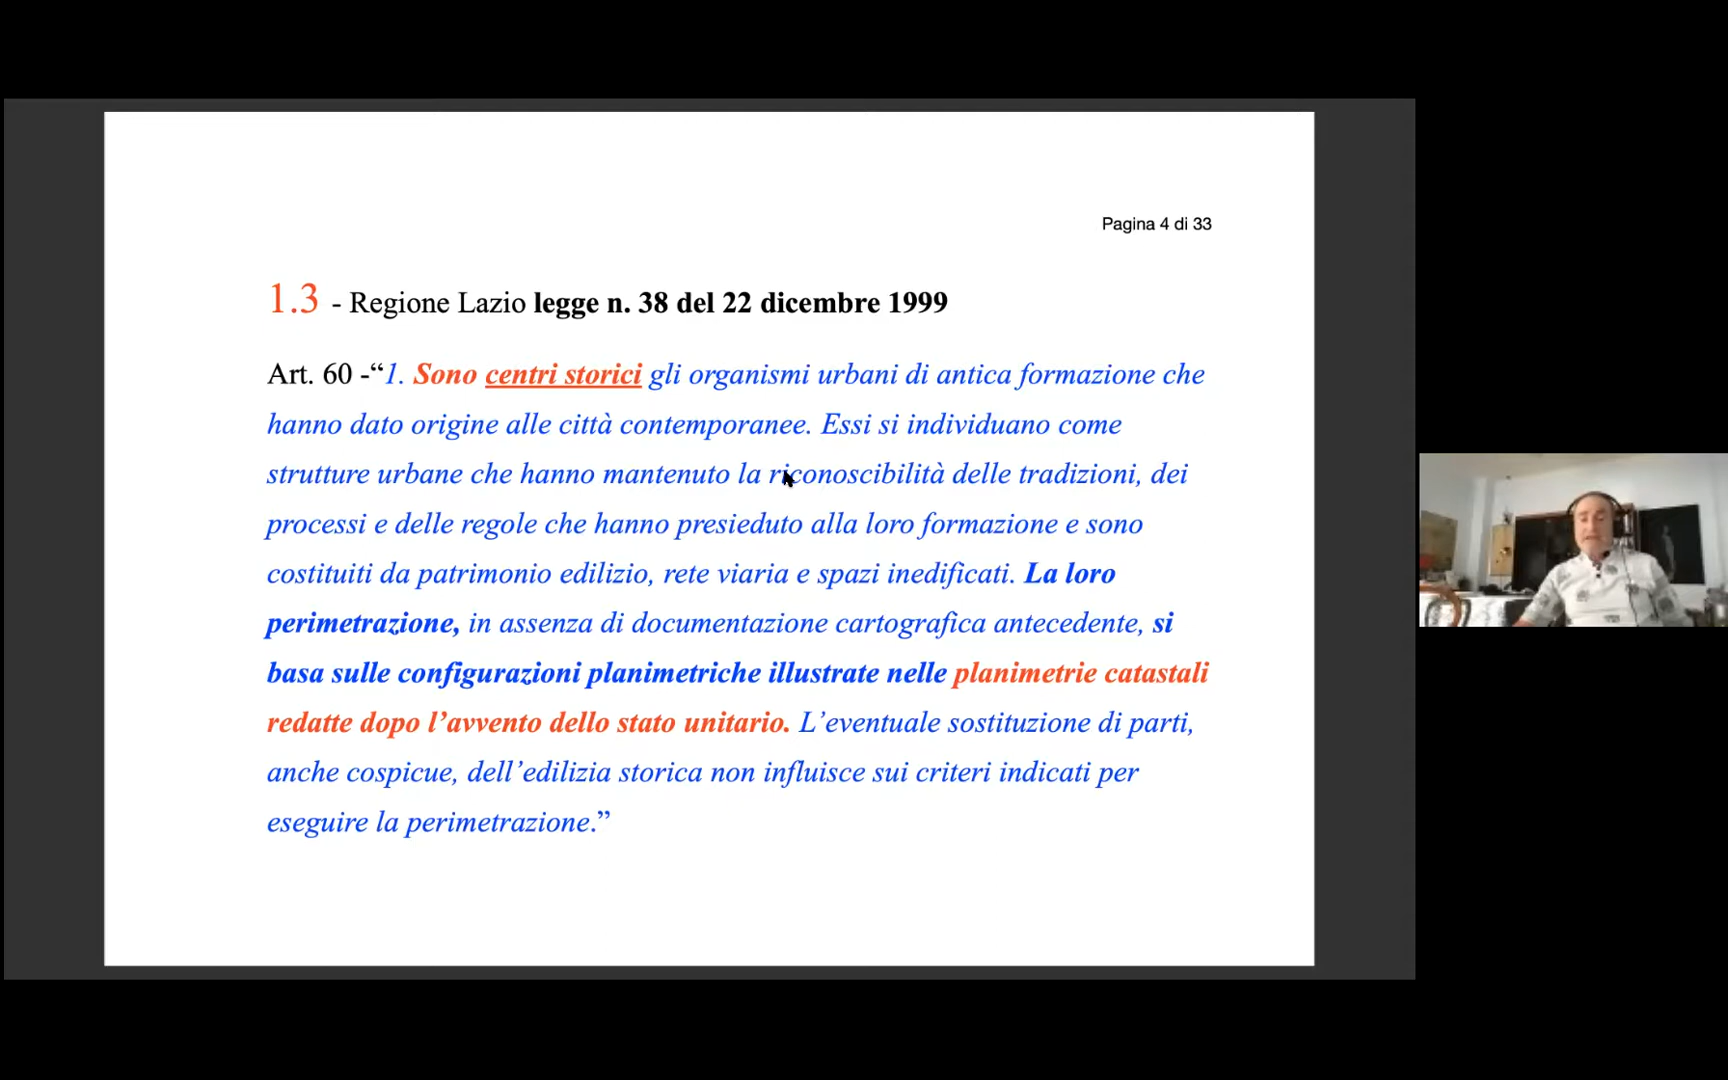 Pagina 4 di 33
1.3 - Regione Lazio legge n. 38 del 22 dicembre 1999
Art. 60 -“1. Sono centri storici gli organismi urbani di antica formazione che
hanno dato origine alle città contemporanee. Essi si individuano come
strutture urbane che hanno mantenuto la riconoscibilità delle tradizioni, dei
processi e delle regole che hanno presieduto alla loro formazione e sono
costituiti da patrimonio edilizio, rete viaria e spazi inedificati. La loro
perimetrazione, in assenza di documentazione cartografica antecedente, si
basa sulle configurazioni planimetriche illustrate nelle planimetrie catastali
redatte dopo l’avvento dello stato unitario. L’eventuale sostituzione di parti,
anche cospicue, dell’edilizia storica non influisce sui criteri indicati per
eseguire la perimetrazione.”